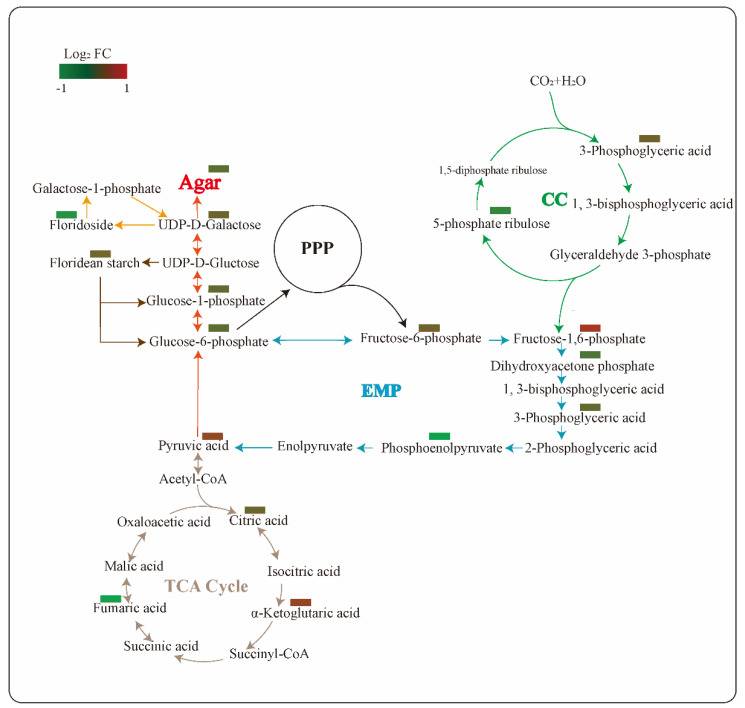 Log₂ FC
-1 1
CO₂+H₂O
3-Phosphoglyceric acid
1,5-diphosphate ribulose
Agar
Galactose-1-phosphate
CC
1, 3-bisphosphoglyceric acid
Floridoside
UDP-D-Galactose
5-phosphate ribulose
PPP
Glyceraldehyde 3-phosphate
Floridean starch
UDP-D-Gluctose
Glucose-1-phosphate
Glucose-6-phosphate
Fructose-6-phosphate
Fructose-1,6-phosphate
Dihydroxyacetone phosphate
EMP
1, 3-bisphosphoglyceric acid
3-Phosphoglyceric acid
Pyruvic acid
Enolpyruvate
Phosphoenolpyruvate
2-Phosphoglyceric acid
Acetyl-CoA
Oxaloacetic acid
Citric acid
Malic acid
Isocitric acid
TCA Cycle
Fumaric acid
α-Ketoglutaric acid
Succinic acid
Succinyl-CoA